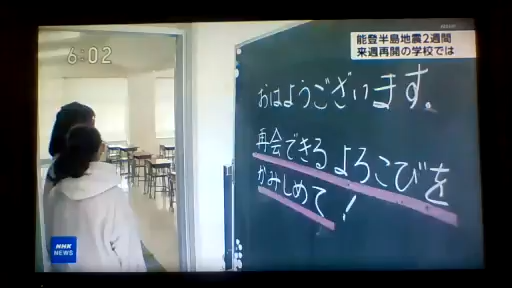 6:02
能登半島地震2週間
来週再開の学校では
おはようございます。
再会できるよろこびを
かみしめて！
NHK
NEWS